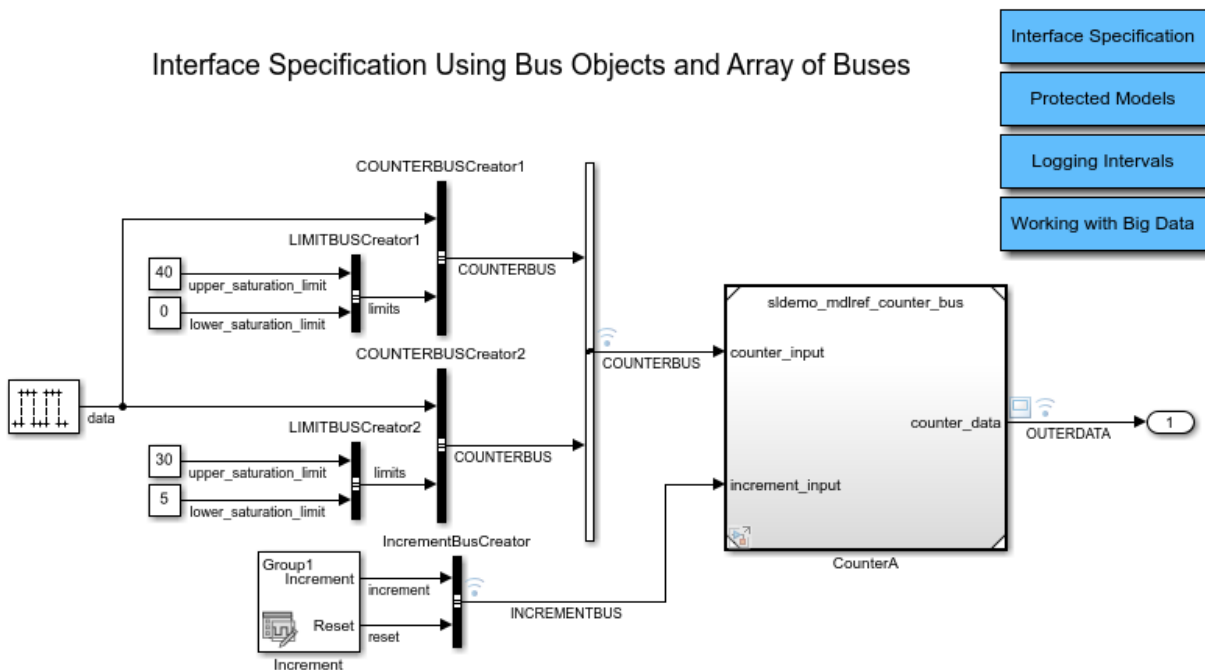 Interface Specification Using Bus Objects and Array of Buses
Interface Specification
Protected Models
Logging Intervals
Working with Big Data
COUNTERBUSCreator1
LIMITBUSCreator1
40
upper_saturation_limit
0
lower_saturation_limit
limits
COUNTERBUS
COUNTERBUSCreator2
data
LIMITBUSCreator2
30
upper_saturation_limit
5
lower_saturation_limit
limits
COUNTERBUS
COUNTERBUS
IncrementBusCreator
Group1
Increment
increment
Reset
reset
Increment
INCREMENTBUS
sldemo_mdlref_counter_bus
counter_input
counter_data
increment_input
CounterA
OUTERDATA
1